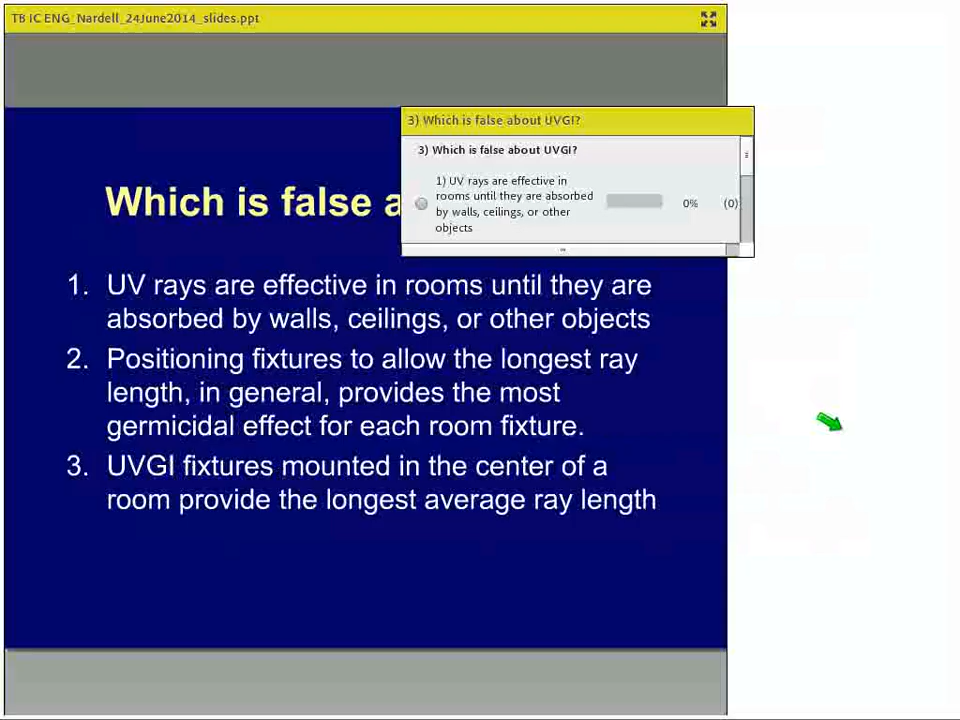 TB IC ENG_Nardell_24June2014_slides.ppt
3) Which is false about UVGI?
3) Which is false about UVGI?
1) UV rays are effective in
rooms until they are absorbed
by walls, ceilings, or other
objects
0%
(0)
Which is false a
1. UV rays are effective in rooms until they are
absorbed by walls, ceilings, or other objects
2. Positioning fixtures to allow the longest ray
length, in general, provides the most
germicidal effect for each room fixture.
3. UVGI fixtures mounted in the center of a
room provide the longest average ray length